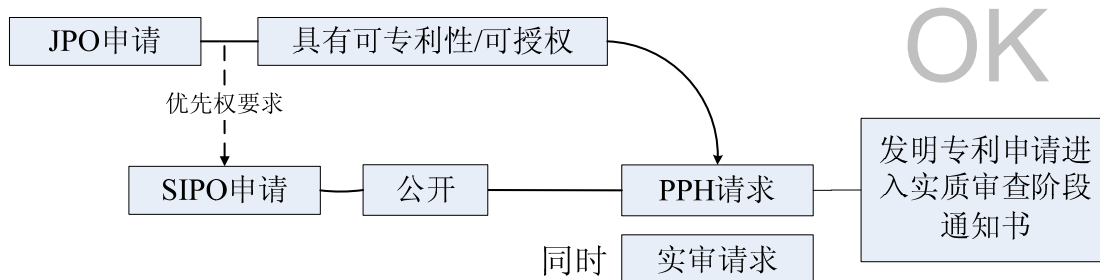 JPO申请
具有可专利性/可授权
OK
优先权要求
SIPO申请
公开
PPH请求
发明专利申请进
入实质审查阶段
通知书
同时
实审请求